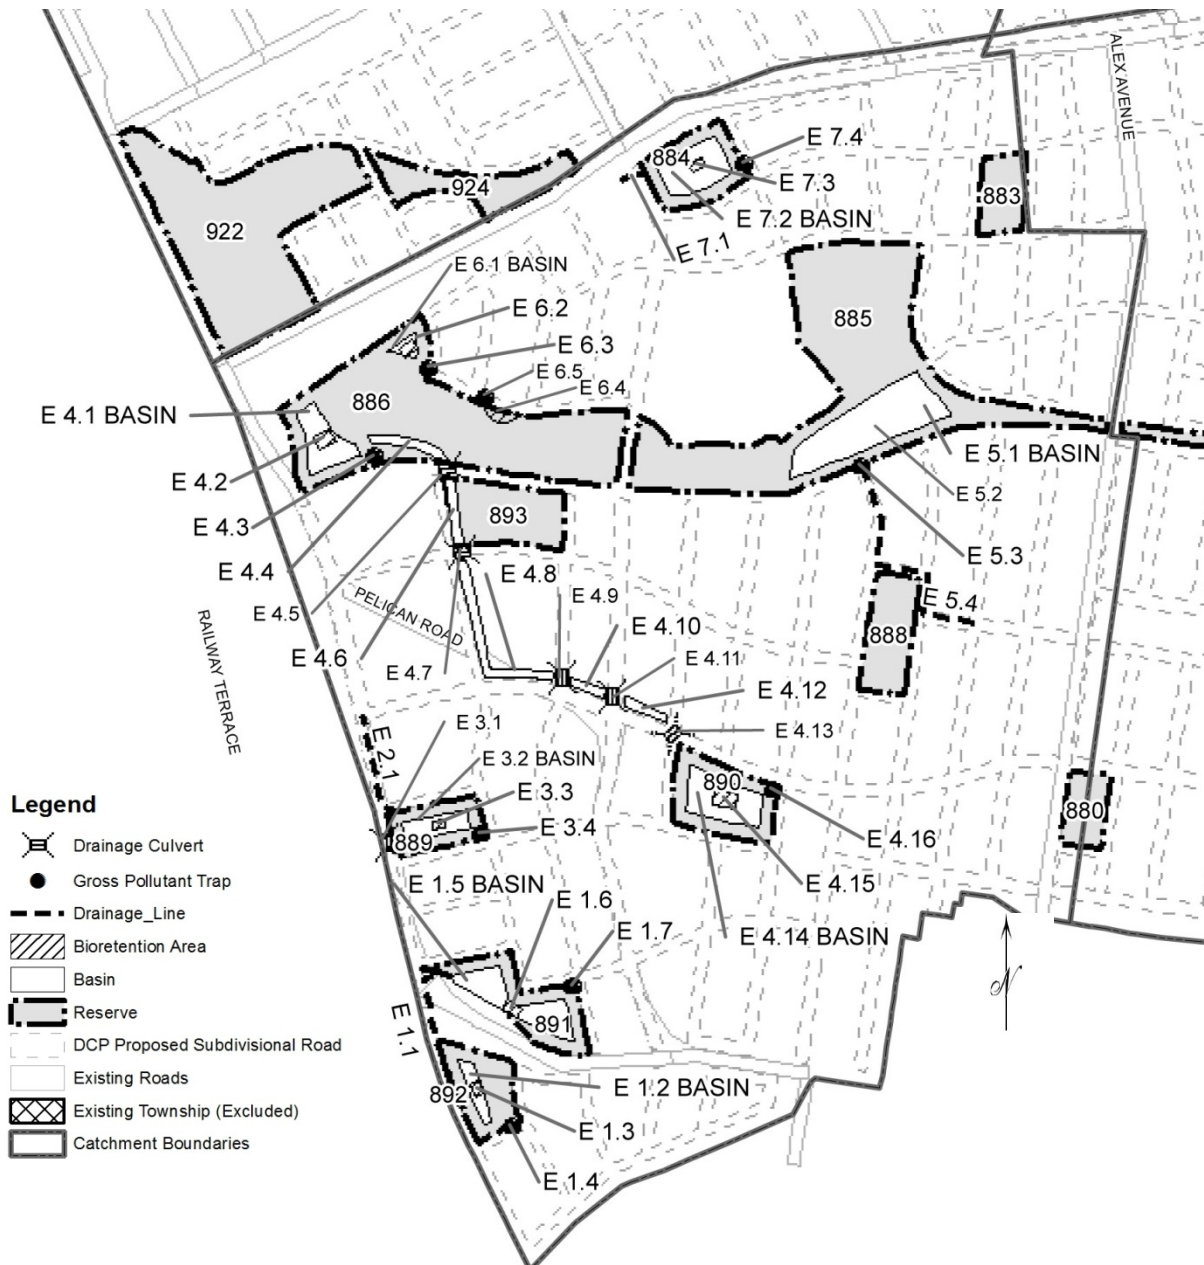 ALEX AVENUE
884
E 7.4
E 7.3
E 7.2 BASIN
E 7.1
883
924
922
E 6.1 BASIN
E 6.2
E 6.3
E 6.5
E 6.4
885
886
E 4.1 BASIN
E 4.2
E 4.3
E 4.4
E 4.5
E 4.6
E 4.7
E 5.1 BASIN
E 5.2
E 5.3
E 5.4
893
888
PELICAN ROAD
RAILWAY TERRACE
E 4.8
E 4.9
E 4.10
E 4.11
E 4.12
E 4.13
E 2.1
E 3.1
E 3.2 BASIN
E 3.3
E 3.4
889
890
880
E 4.16
E 4.15
E 4.14 BASIN
E 1.5 BASIN
E 1.6
E 1.7
891
E 1.1
892
E 1.2 BASIN
E 1.3
E 1.4
N
Legend
Drainage Culvert
Gross Pollutant Trap
Drainage_Line
Bioretention Area
Basin
Reserve
DCP Proposed Subdivisional Road
Existing Roads
Existing Township (Excluded)
Catchment Boundaries